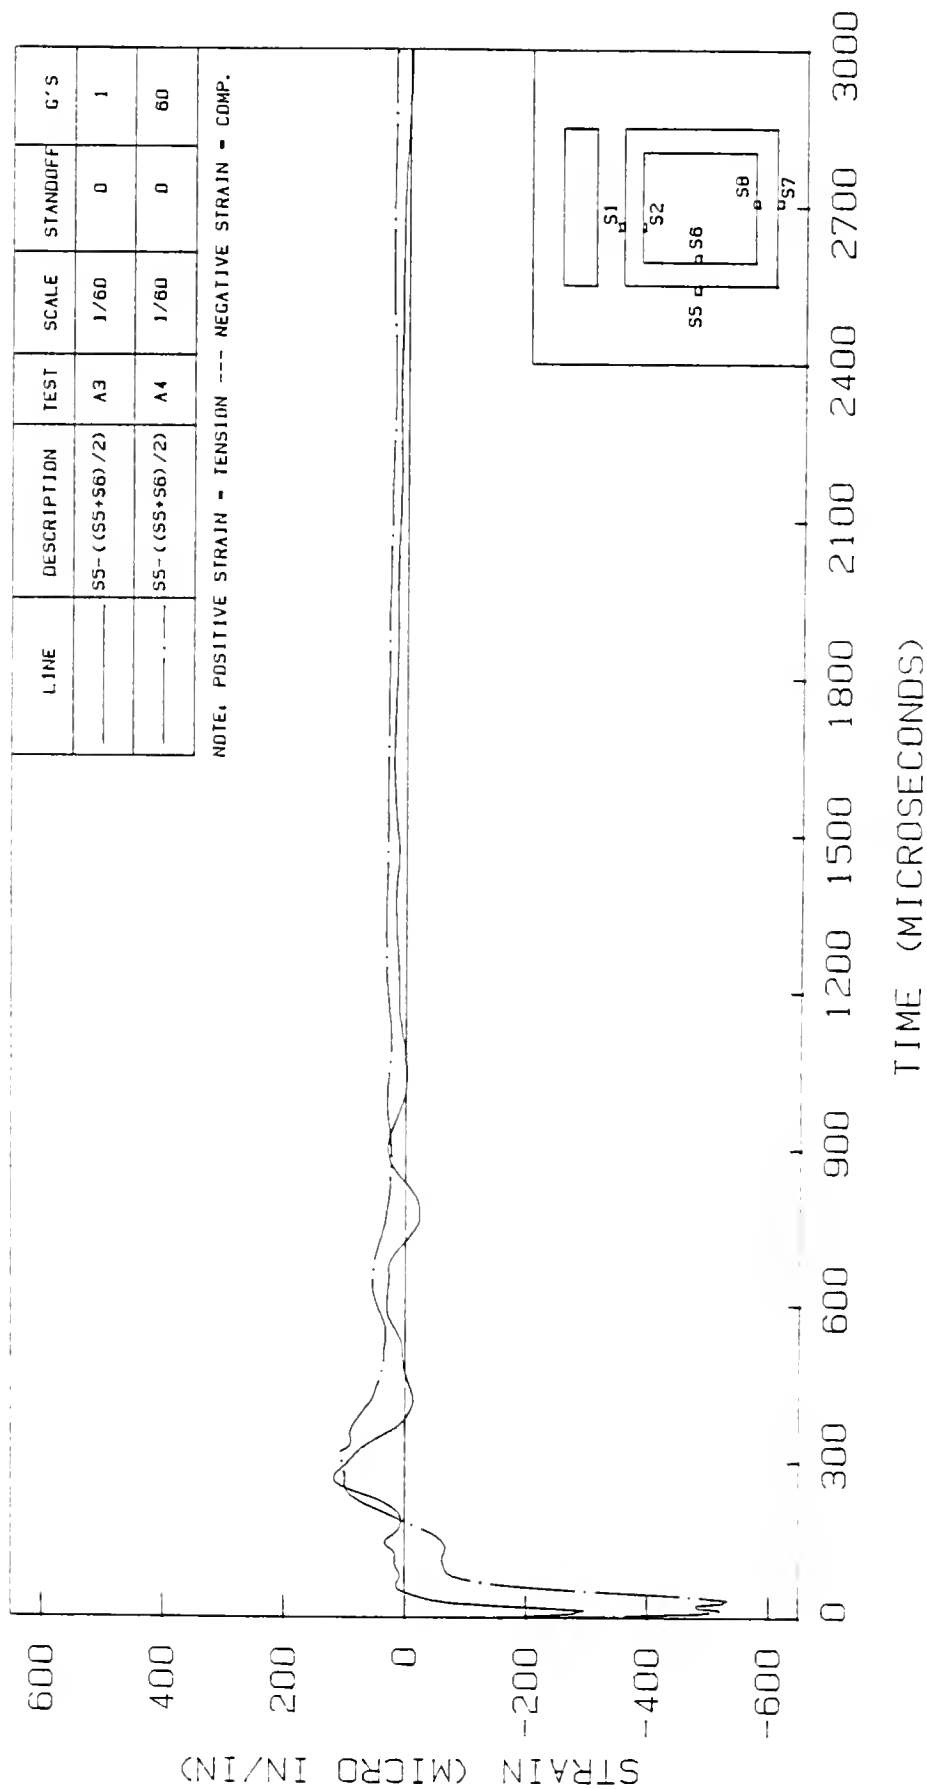 LINE DESCRIPTION TEST SCALE STANDOFF G'S
S5-((S5+S6)/2) A3 1/60 0 1
S5-((S5+S6)/2) A4 1/60 0 60
NOTE. POSITIVE STRAIN - TENSION --- NEGATIVE STRAIN - COMP.
STRAIN (MICRO IN/IN)
600
400
200
0
-200
-400
-600
S1
S2
S5
S6
S8
S7
0 300 600 900 1200 1500 1800 2100 2400 2700 3000
TIME (MICROSECONDS)